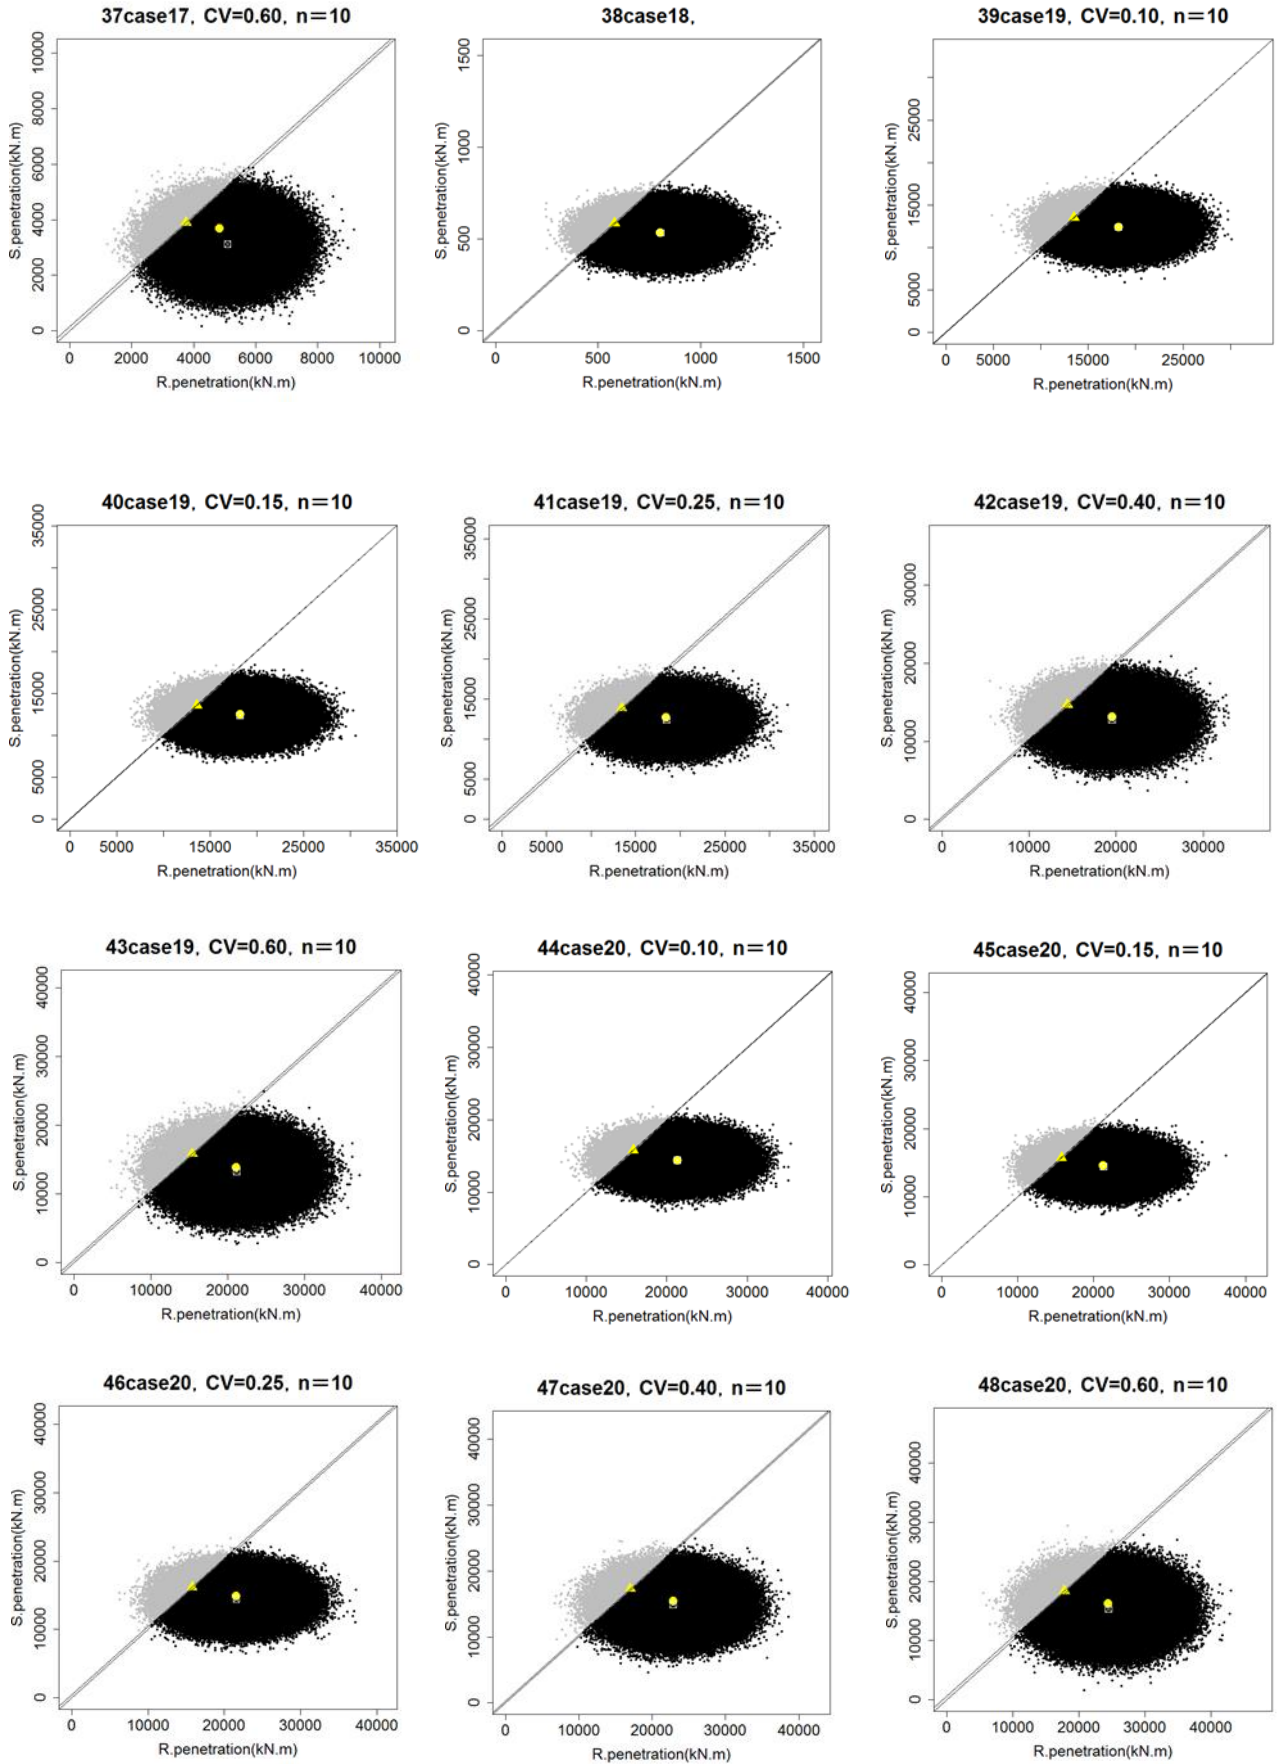 37case17, CV=0.60, n=10
38case18,
39case19, CV=0.10, n=10
S.penetration(kN.m)
0 2000 4000 6000 8000 10000
0 2000 4000 6000 8000 10000
R.penetration(kN.m)
S.penetration(kN.m)
0 500 1000 1500
0 500 1000 1500
R.penetration(kN.m)
S.penetration(kN.m)
0 5000 15000 25000
0 5000 15000 25000
R.penetration(kN.m)
40case19, CV=0.15, n=10
41case19, CV=0.25, n=10
42case19, CV=0.40, n=10
S.penetration(kN.m)
0 5000 15000 25000 35000
0 5000 15000 25000 35000
R.penetration(kN.m)
S.penetration(kN.m)
0 5000 15000 25000 35000
0 5000 15000 25000 35000
R.penetration(kN.m)
S.penetration(kN.m)
0 10000 20000 30000
0 10000 20000 30000
R.penetration(kN.m)
43case19, CV=0.60, n=10
44case20, CV=0.10, n=10
45case20, CV=0.15, n=10
S.penetration(kN.m)
0 10000 20000 30000 40000
0 10000 20000 30000 40000
R.penetration(kN.m)
S.penetration(kN.m)
0 10000 20000 30000 40000
0 10000 20000 30000 40000
R.penetration(kN.m)
S.penetration(kN.m)
0 10000 20000 30000 40000
0 10000 20000 30000 40000
R.penetration(kN.m)
46case20, CV=0.25, n=10
47case20, CV=0.40, n=10
48case20, CV=0.60, n=10
S.penetration(kN.m)
0 10000 20000 30000 40000
0 10000 20000 30000 40000
R.penetration(kN.m)
S.penetration(kN.m)
0 10000 20000 30000 40000
0 10000 20000 30000 40000
R.penetration(kN.m)
S.penetration(kN.m)
0 10000 20000 30000 40000
0 10000 20000 30000 40000
R.penetration(kN.m)